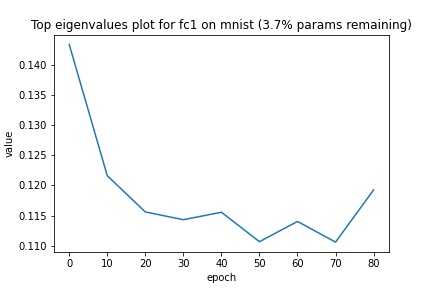 Top eigenvalues plot for fc1 on mnist (3.7% params remaining)
value
0.140
0.135
0.130
0.125
0.120
0.115
0.110
0 10 20 30 40 50 60 70 80
epoch